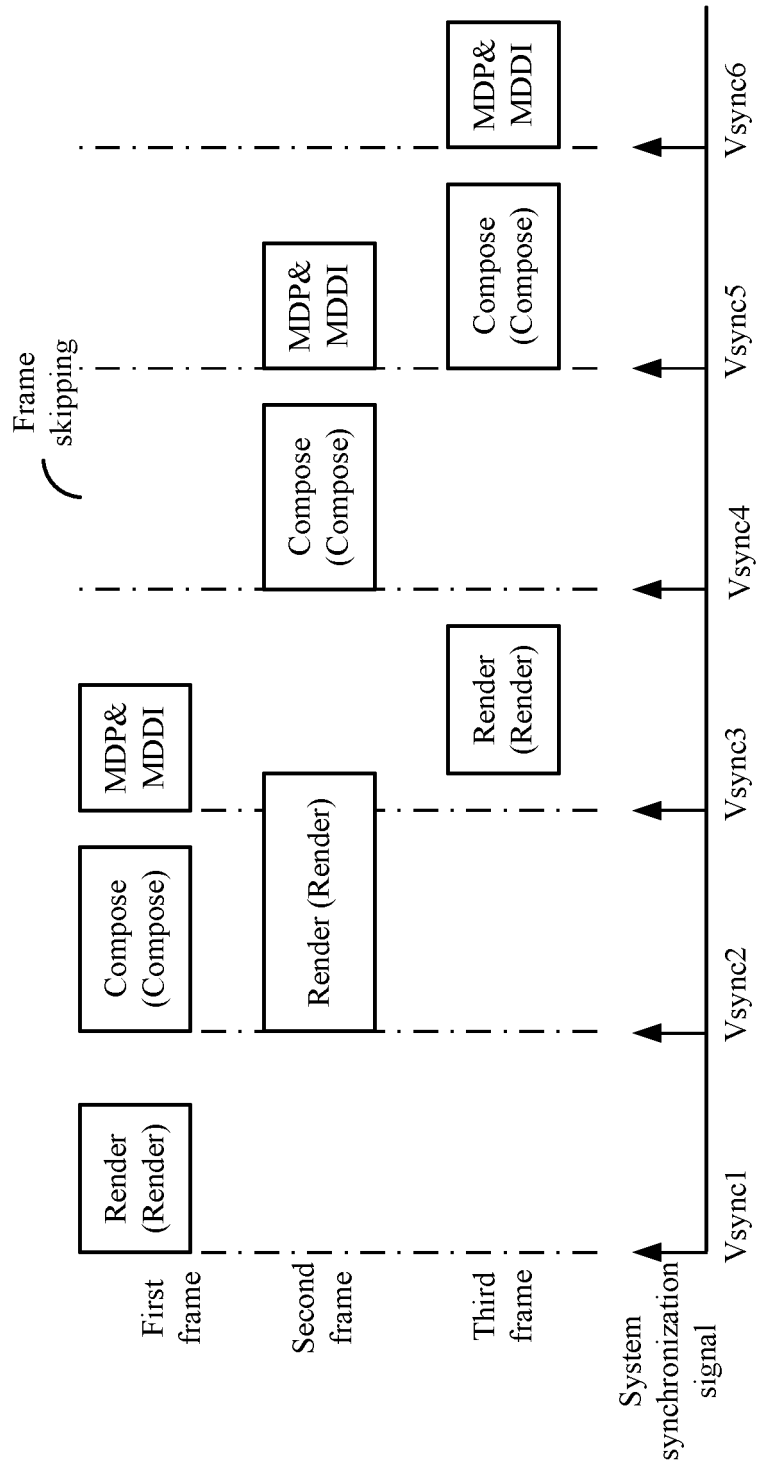 Frame
skipping
First
frame
Render
(Render)
Compose
(Compose)
MDP&
MDDI
Second
frame
Render (Render)
Compose
(Compose)
MDP&
MDDI
Third
frame
Render
(Render)
Compose
(Compose)
MDP&
MDDI
System
synchronization
signal
Vsync1
Vsync2
Vsync3
Vsync4
Vsync5
Vsync6